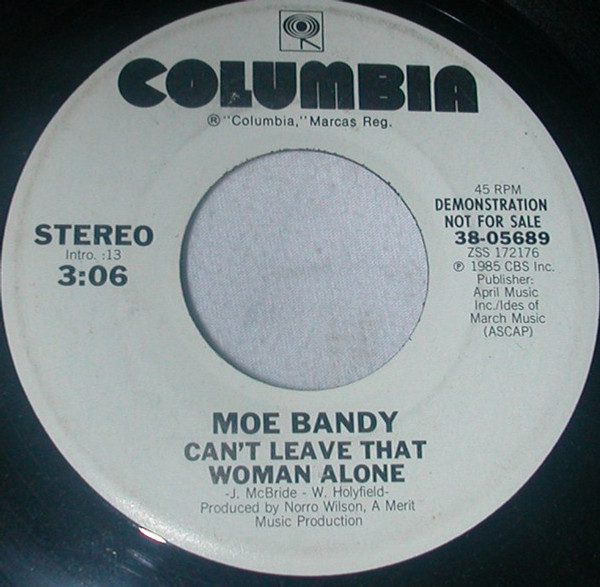 COLUMBIA
®"Columbia," Marcas Reg.
STEREO
Intro. :13
3:06
45 RPM
DEMONSTRATION
NOT FOR SALE
38-05689
ZSS 172176
℗ 1985 CBS Inc.
Publisher:
April Music
Inc./Ides of
March Music
(ASCAP)
MOE BANDY
CAN'T LEAVE THAT
WOMAN ALONE
-J. McBride - W. Holyfield-
Produced by Norro Wilson, A Merit
Music Production